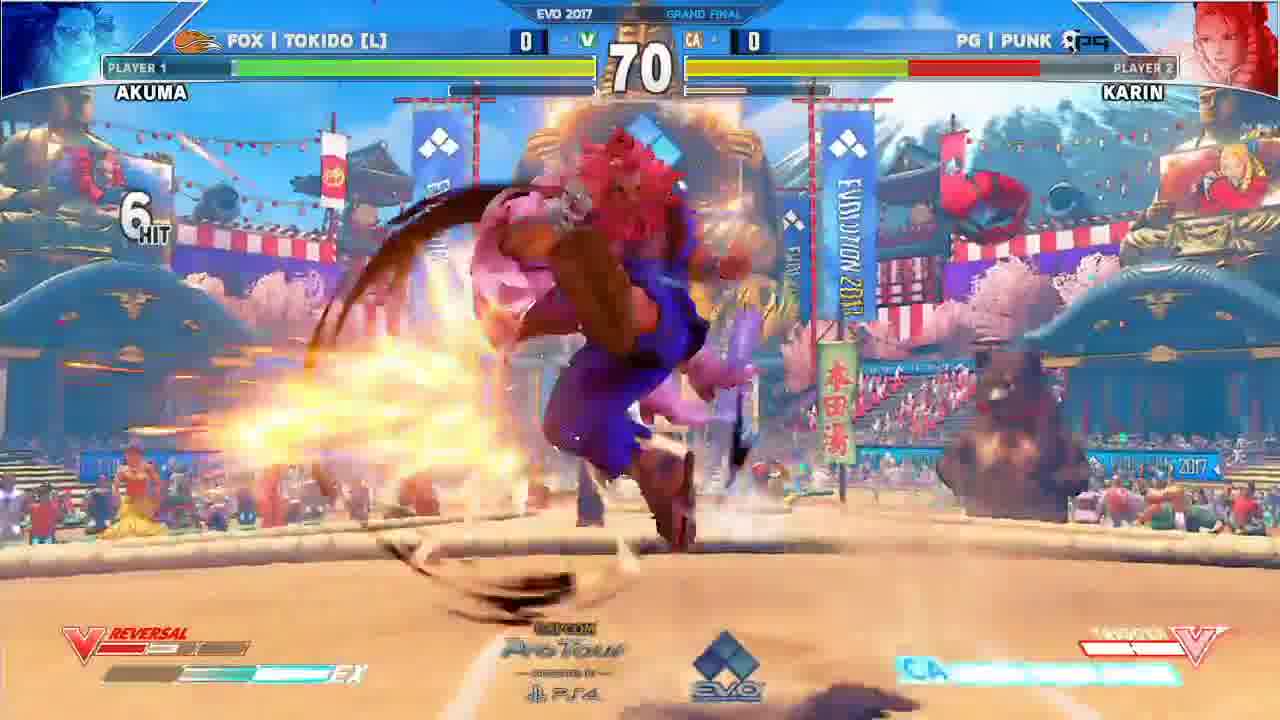 EVO 2017 GRAND FINAL
FOX | TOKIDO [L] 0 V 70 CA 0 PG | PUNK
PLAYER 1 PLAYER 2
AKUMA KARIN
6 HIT
本田湯
2017
REVERSAL
EX
CA
CAPCOM
Pro Tour
PS4
EVO